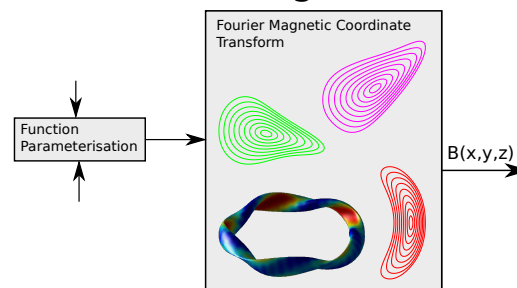 Fourier Magnetic Coordinate
Transform
Function
Parameterisation
B(x,y,z)